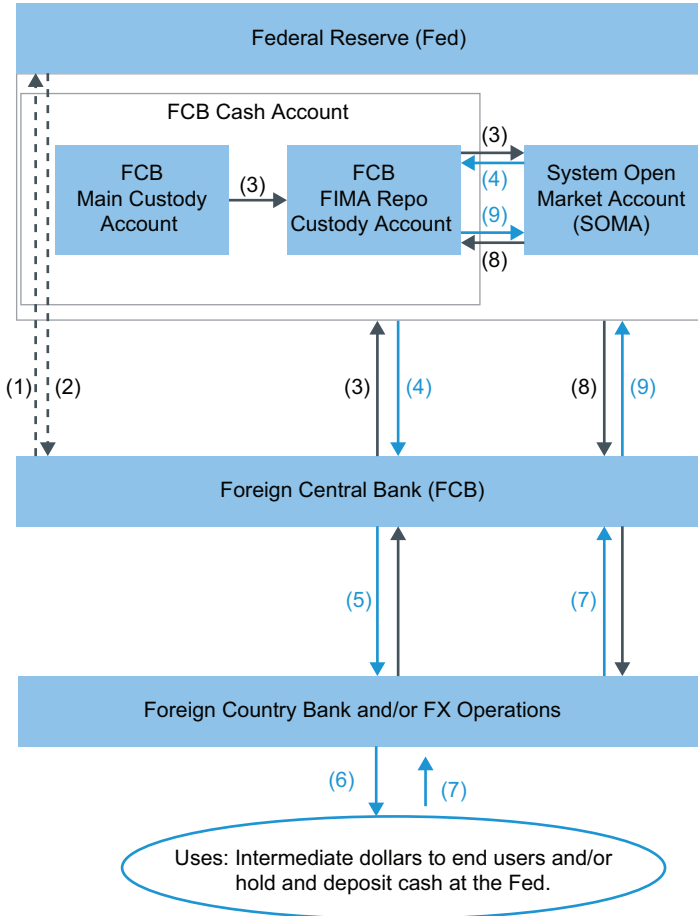 Federal Reserve (Fed)
FCB Cash Account
FCB
Main Custody
Account
(3)
FCB
FIMA Repo
Custody Account
(3)
(4)
(9)
(8)
System Open
Market Account
(SOMA)
(1)
(2)
(3)
(4)
(8)
(9)
Foreign Central Bank (FCB)
(5)
(7)
Foreign Country Bank and/or FX Operations
(6)
(7)
Uses: Intermediate dollars to end users and/or
hold and deposit cash at the Fed.